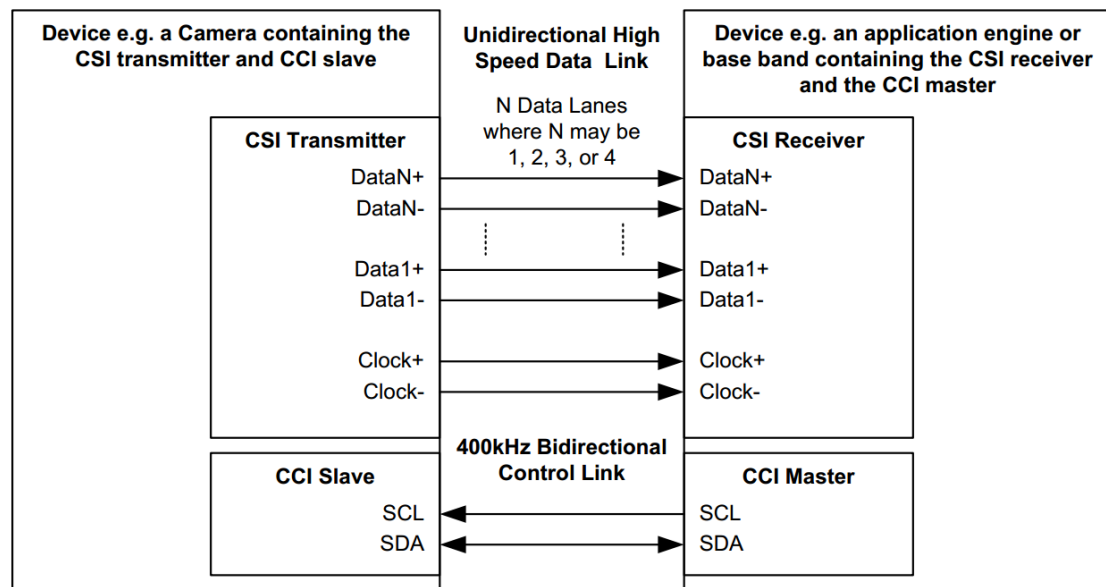 Device e.g. a Camera containing the
CSI transmitter and CCI slave
Unidirectional High
Speed Data Link
N Data Lanes
where N may be
1, 2, 3, or 4
Device e.g. an application engine or
base band containing the CSI receiver
and the CCI master
CSI Transmitter
DataN+
DataN-
Data1+
Data1-
Clock+
Clock-
CSI Receiver
DataN+
DataN-
Data1+
Data1-
Clock+
Clock-
400kHz Bidirectional
Control Link
CCI Slave
SCL
SDA
CCI Master
SCL
SDA